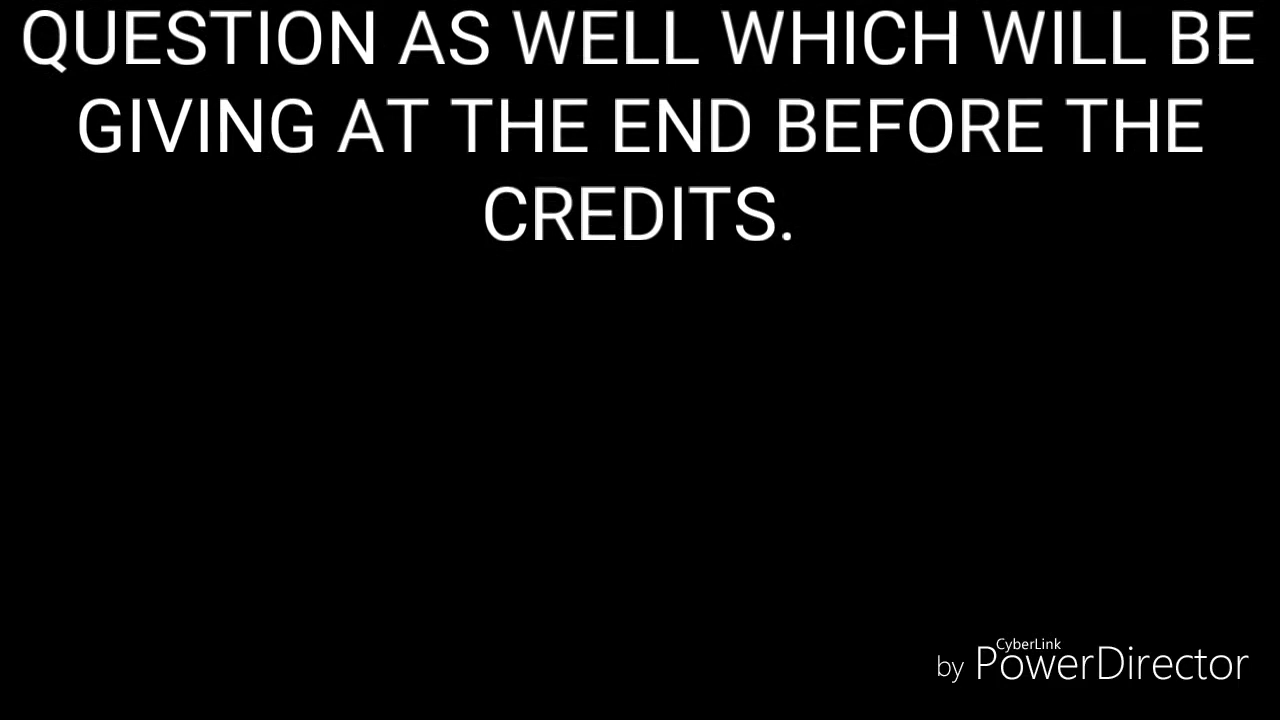 QUESTION AS WELL WHICH WILL BE
GIVING AT THE END BEFORE THE
CREDITS.
CyberLink
by PowerDirector